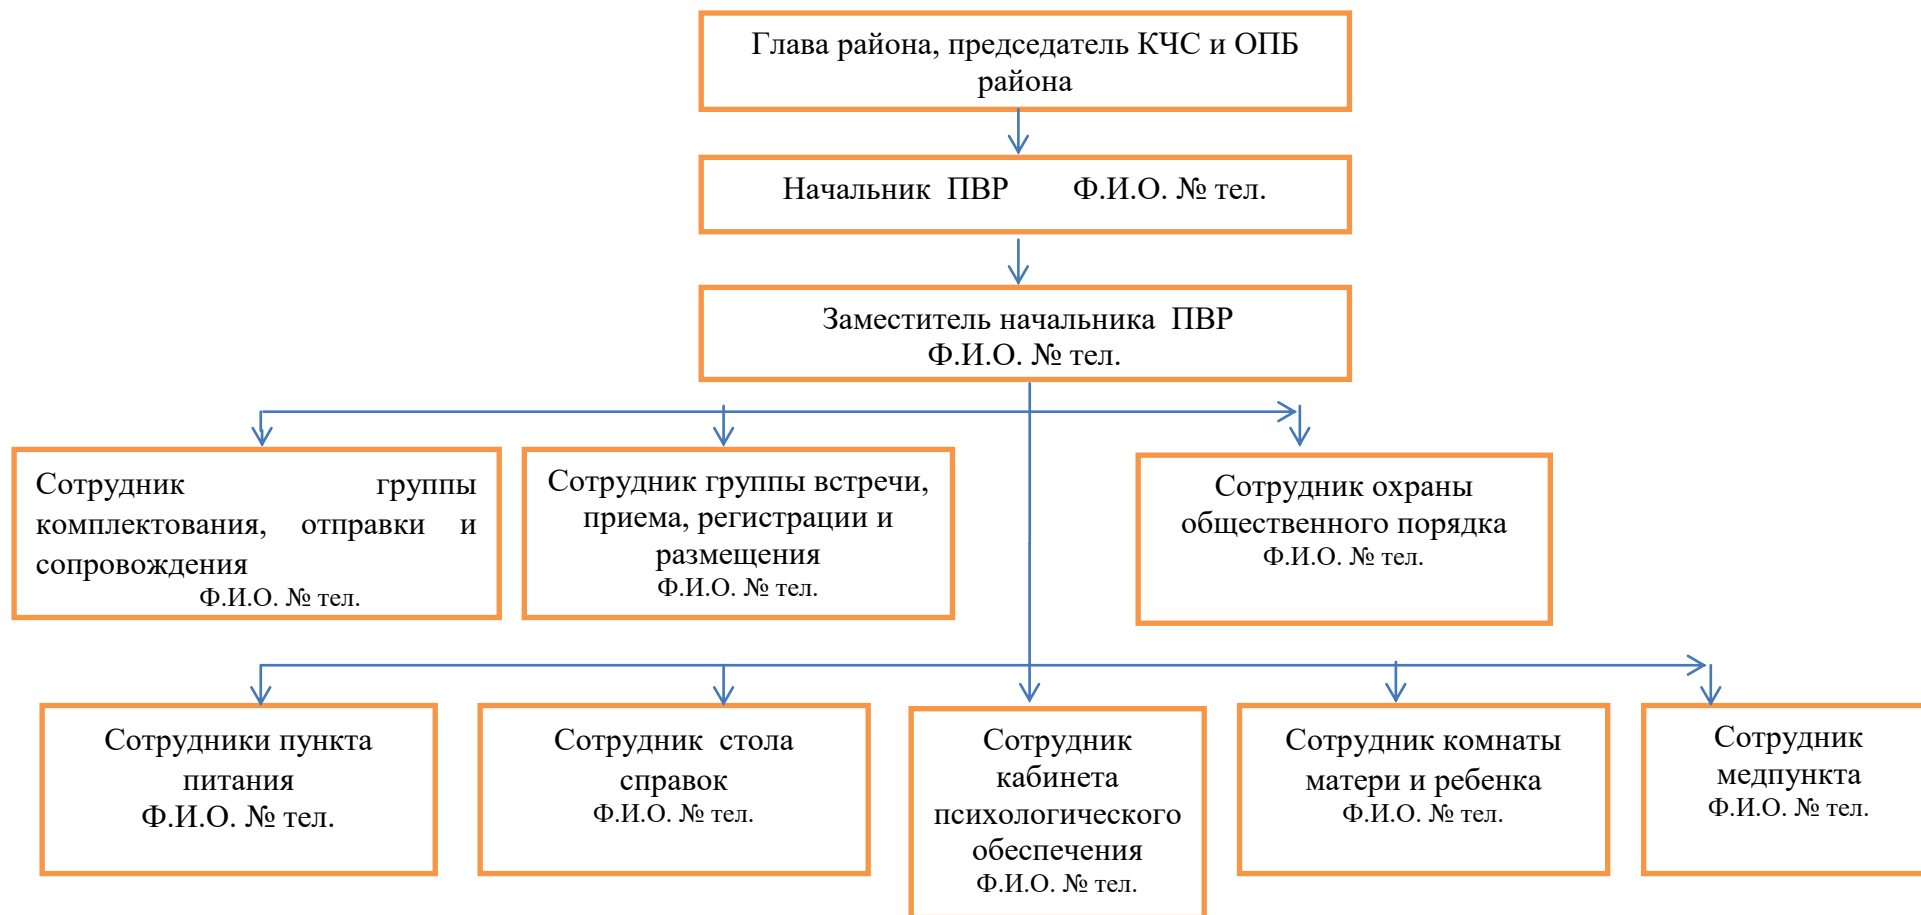 Глава района, председатель КЧС и ОПБ
района
Начальник ПВР Ф.И.О. № тел.
Заместитель начальника ПВР
Ф.И.О. № тел.
Сотрудник группы
комплектования, отправки и
сопровождения
Ф.И.О. № тел.
Сотрудник группы встречи,
приема, регистрации и
размещения
Ф.И.О. № тел.
Сотрудник охраны
общественного порядка
Ф.И.О. № тел.
Сотрудники пункта
питания
Ф.И.О. № тел.
Сотрудник стола
справок
Ф.И.О. № тел.
Сотрудник
кабинета
психологического
обеспечения
Ф.И.О. № тел.
Сотрудник комнаты
матери и ребенка
Ф.И.О. № тел.
Сотрудник
медпункта
Ф.И.О. № тел.